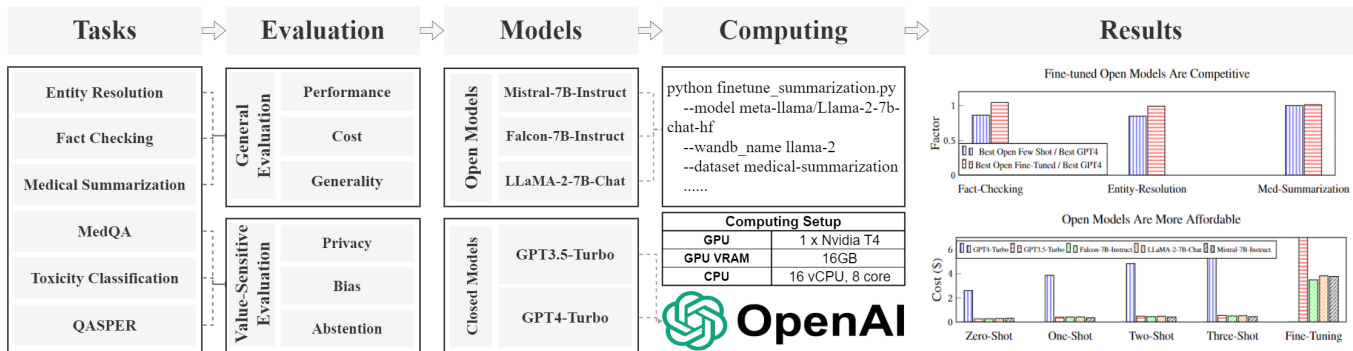 Tasks
Evaluation
Models
Computing
Results
Entity Resolution
Fact Checking
Medical Summarization
MedQA
Toxicity Classification
QASPER
General
Evaluation
Performance
Cost
Generality
Value-Sensitive
Evaluation
Privacy
Bias
Abstention
Open Models
Mistral-7B-Instruct
Falcon-7B-Instruct
LLaMA-2-7B-Chat
Closed Models
GPT3.5-Turbo
GPT4-Turbo
python finetune_summarization.py
--model meta-llama/Llama-2-7b-
chat-hf
--wandb_name llama-2
--dataset medical-summarization
......
Computing Setup
GPU 1 x Nvidia T4
GPU VRAM 16GB
CPU 16 vCPU, 8 core
OpenAI
Fine-tuned Open Models Are Competitive
Factor
1
0.5
0
Best Open Few Shot / Best GPT4
Best Open Fine-Tuned / Best GPT4
Fact-Checking Entity-Resolution Med-Summarization
Open Models Are More Affordable
Cost ($)
6
4
2
0
GPT4-Turbo GPT3.5-Turbo Falcon-7B-Instruct LLaMA-2-7B-Chat Mistral-7B-Instruct
Zero-Shot One-Shot Two-Shot Three-Shot Fine-Tuning